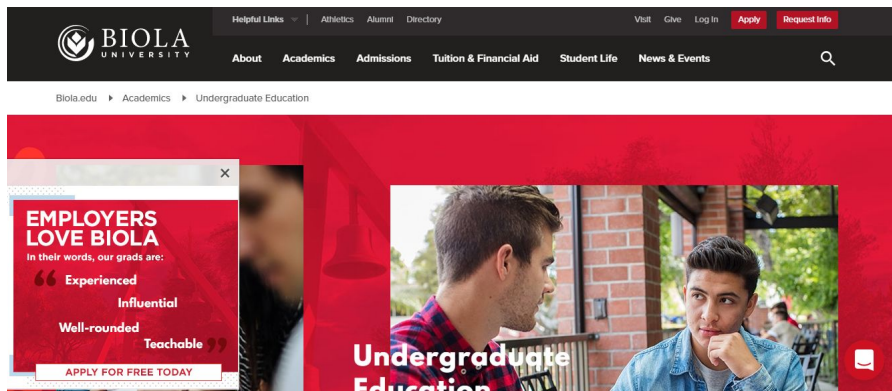 Helpful Links | Athletics Alumni Directory Visit Give Log In Apply Request Info
BIOLA
UNIVERSITY
About Academics Admissions Tuition & Financial Aid Student Life News & Events
Biola.edu Academics Undergraduate Education
EMPLOYERS
LOVE BIOLA
In their words, our grads are:
“ Experienced
Influential
Well-rounded
Teachable ”
APPLY FOR FREE TODAY
Undergraduate
Education